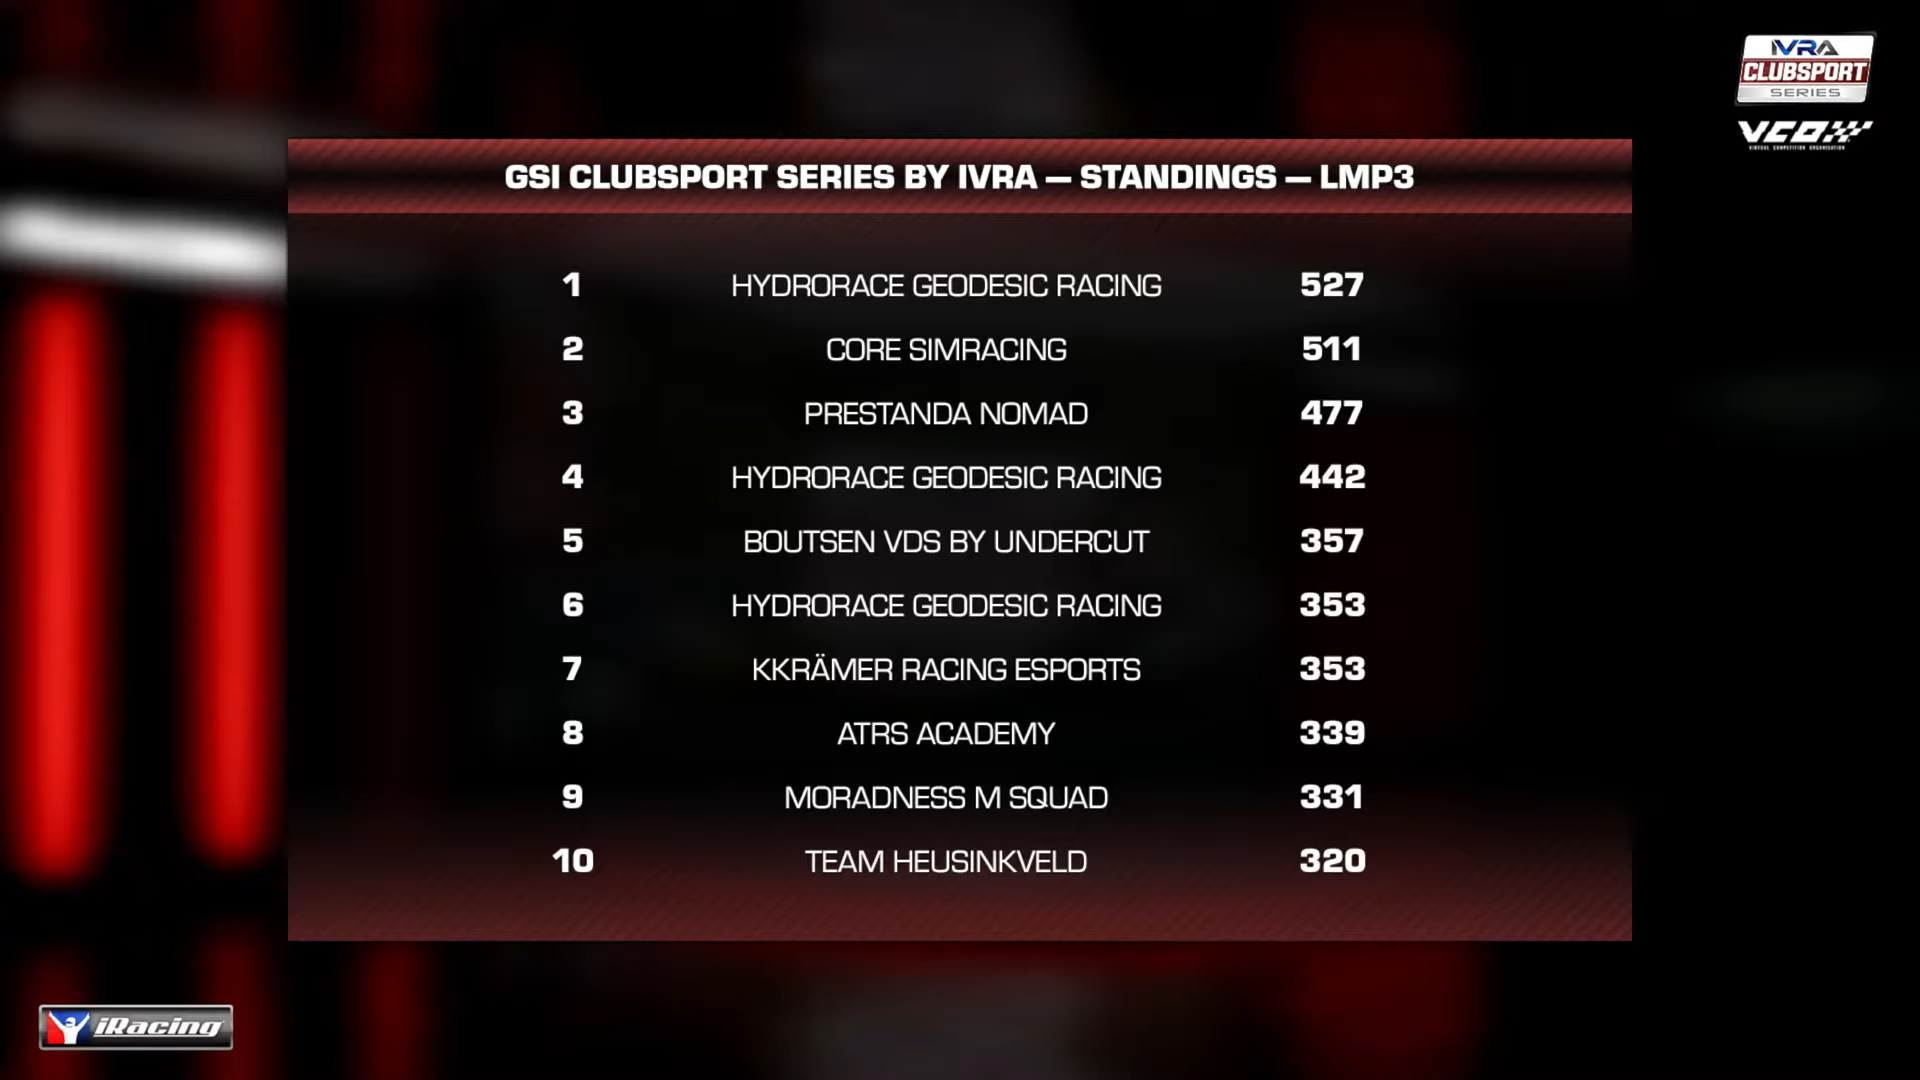 IVRA
CLUBSPORT
SERIES
VCO
VIRTUAL COMPETITION ORGANISATION
GSI CLUBSPORT SERIES BY IVRA – STANDINGS – LMP3
1 HYDRORACE GEODESIC RACING 527
2 CORE SIMRACING 511
3 PRESTANDA NOMAD 477
4 HYDRORACE GEODESIC RACING 442
5 BOUTSEN VDS BY UNDERCUT 357
6 HYDRORACE GEODESIC RACING 353
7 KKRÄMER RACING ESPORTS 353
8 ATRS ACADEMY 339
9 MORADNESS M SQUAD 331
10 TEAM HEUSINKVELD 320
iRacing